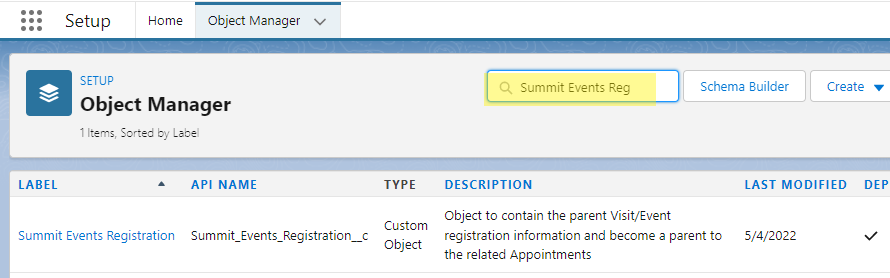 Setup Home Object Manager
SETUP
Object Manager
1 Items, Sorted by Label
Summit Events Reg Schema Builder Create
LABEL API NAME TYPE DESCRIPTION LAST MODIFIED DEP
Summit Events Registration Summit_Events_Registration__c Custom Object Object to contain the parent Visit/Event registration information and become a parent to the related Appointments 5/4/2022